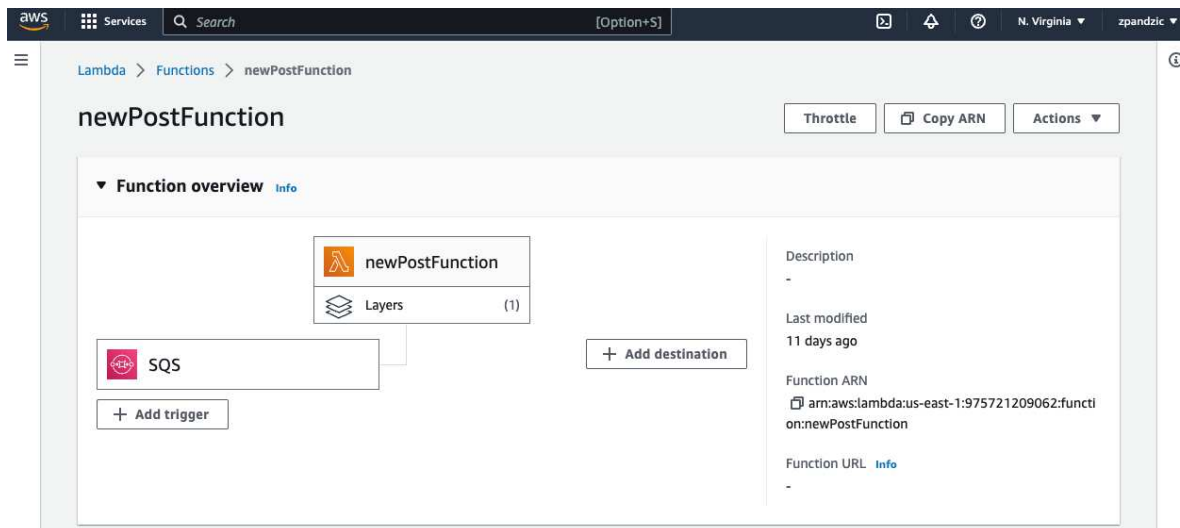 aws Services Search [Option+S] N. Virginia ▼ zpandzic ▼
Lambda > Functions > newPostFunction
newPostFunction
Throttle Copy ARN Actions ▼
▼ Function overview Info
newPostFunction
Layers (1)
SQS
+ Add trigger
+ Add destination
Description
-
Last modified
11 days ago
Function ARN
arn:aws:lambda:us-east-1:975721209062:functi
on:newPostFunction
Function URL Info
-